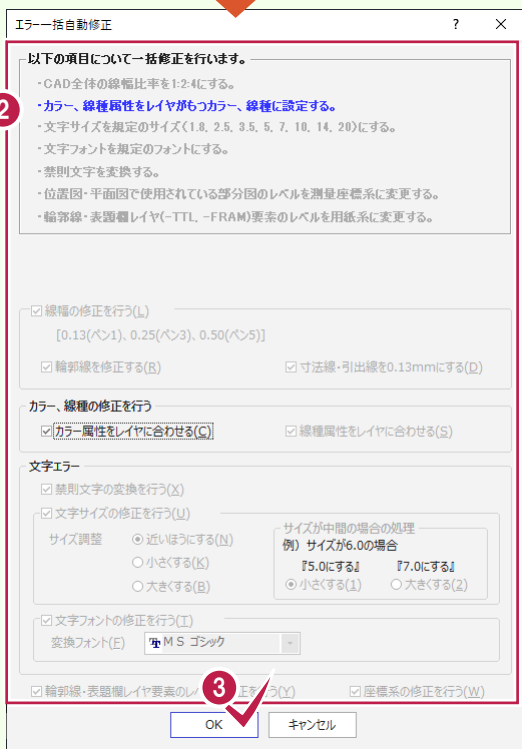 エラー一括自動修正 ? ×
以下の項目について一括修正を行います。
・CAD全体の線幅比率を1:2:4にする。
2
・カラー、線種属性をレイヤがもつカラー、線種に設定する。
・文字サイズを規定のサイズ(1.8, 2.5, 3.5, 5, 7, 10, 14, 20)にする。
・文字フォントを規定のフォントにする。
・禁則文字を変換する。
・位置図・平面図で使用されている部分図のレベルを測量座標系に変更する。
・輪郭線・表題欄レイヤ(-TTL, -FRAM)要素のレベルを用紙系に変更する。
線幅の修正を行う(L)
[0.13(ペン1)、0.25(ペン3)、0.50(ペン5)]
輪郭線を修正する(R) 寸法線・引出線を0.13mmにする(D)
カラー、線種の修正を行う
カラー属性をレイヤに合わせる(C) 線種属性をレイヤに合わせる(S)
文字エラー
禁則文字の変換を行う(X)
文字サイズの修正を行う(U)
サイズ調整 近いほうにする(N)
小さくする(K)
大きくする(B)
サイズが中間の場合の処理
例) サイズが6.0の場合
『5.0にする』 『7.0にする』
小さくする(1) 大きくする(2)
文字フォントの修正を行う(T)
変換フォント(F) MS ゴシック
輪郭線・表題欄レイヤ要素のレ 正を行う(Y) 座標系の修正を行う(W)
3
OK キャンセル